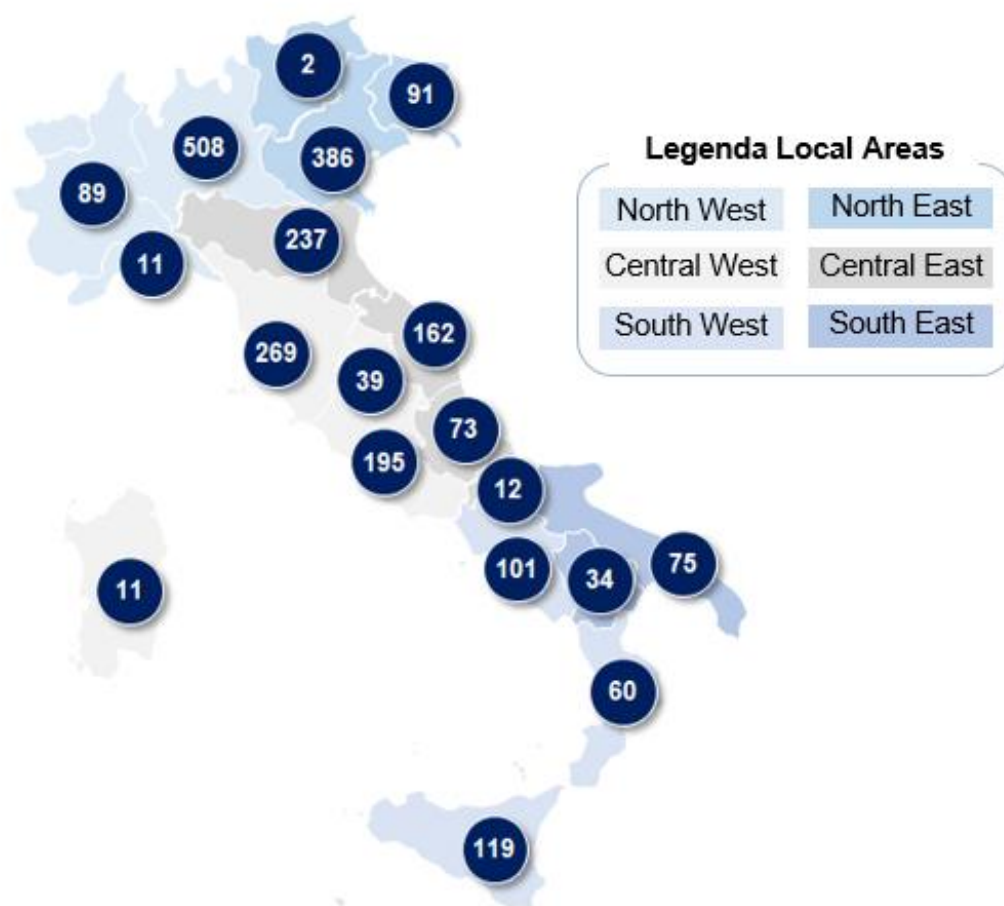 2
91
508
386
89
237
11
Legenda Local Areas
North West
North East
Central West
Central East
South West
South East
162
269
39
73
195
12
101
34
75
11
60
119